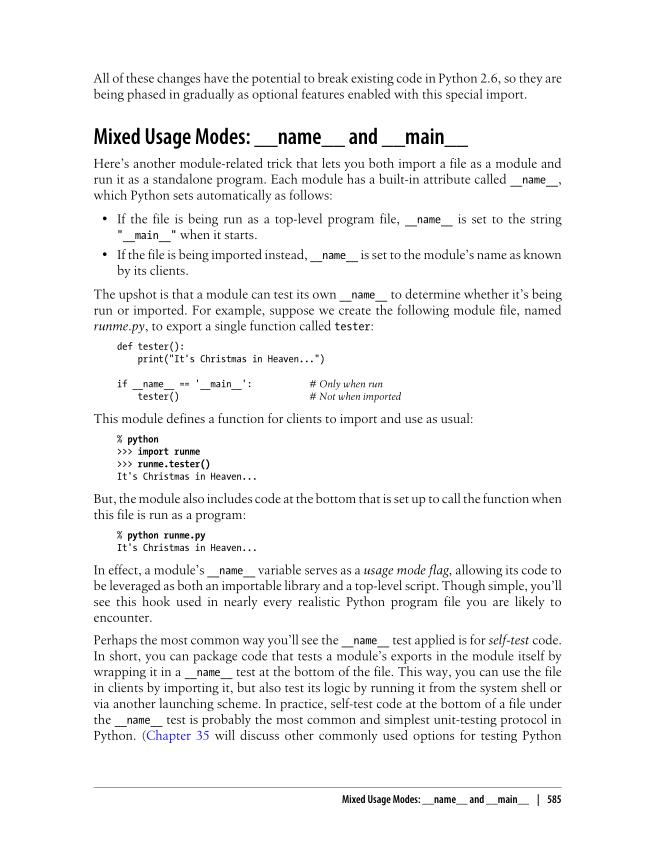 All of these changes have the potential to break existing code in Python 2.6, so they are
being phased in gradually as optional features enabled with this special import.
Mixed Usage Modes: __name__ and __main__
Here's another module-related trick that lets you both import a file as a module and
run it as a standalone program. Each module has a built-in attribute called __name__,
which Python sets automatically as follows:
• If the file is being run as a top-level program file, __name__ is set to the string
"__main__" when it starts.
• If the file is being imported instead, __name__ is set to the module's name as known
by its clients.
The upshot is that a module can test its own __name__ to determine whether it's being
run or imported. For example, suppose we create the following module file, named
runme.py, to export a single function called tester:
def tester():
    print("It's Christmas in Heaven...")
if __name__ == '__main__':          # Only when run
    tester()                        # Not when imported
This module defines a function for clients to import and use as usual:
% python
>>> import runme
>>> runme.tester()
It's Christmas in Heaven...
But, the module also includes code at the bottom that is set up to call the function when
this file is run as a program:
% python runme.py
It's Christmas in Heaven...
In effect, a module's __name__ variable serves as a usage mode flag, allowing its code to
be leveraged as both an importable library and a top-level script. Though simple, you'll
see this hook used in nearly every realistic Python program file you are likely to
encounter.
Perhaps the most common way you'll see the __name__ test applied is for self-test code.
In short, you can package code that tests a module's exports in the module itself by
wrapping it in a __name__ test at the bottom of the file. This way, you can use the file
in clients by importing it, but also test its logic by running it from the system shell or
via another launching scheme. In practice, self-test code at the bottom of a file under
the __name__ test is probably the most common and simplest unit-testing protocol in
Python. (Chapter 35 will discuss other commonly used options for testing Python
Mixed Usage Modes: __name__ and __main__ | 585